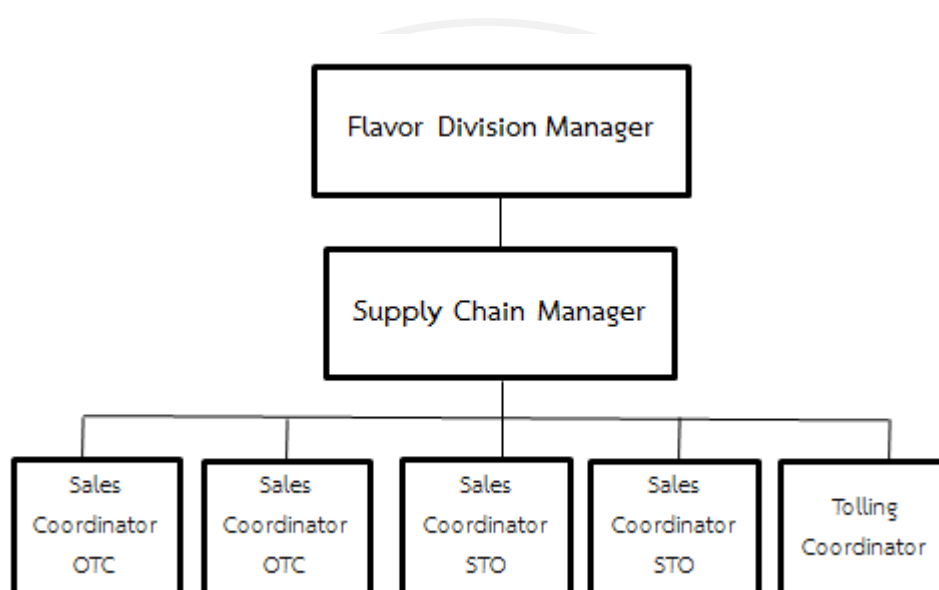 Flavor Division Manager
Supply Chain Manager
Sales
Coordinator
OTC
Sales
Coordinator
OTC
Sales
Coordinator
STO
Sales
Coordinator
STO
Tolling
Coordinator